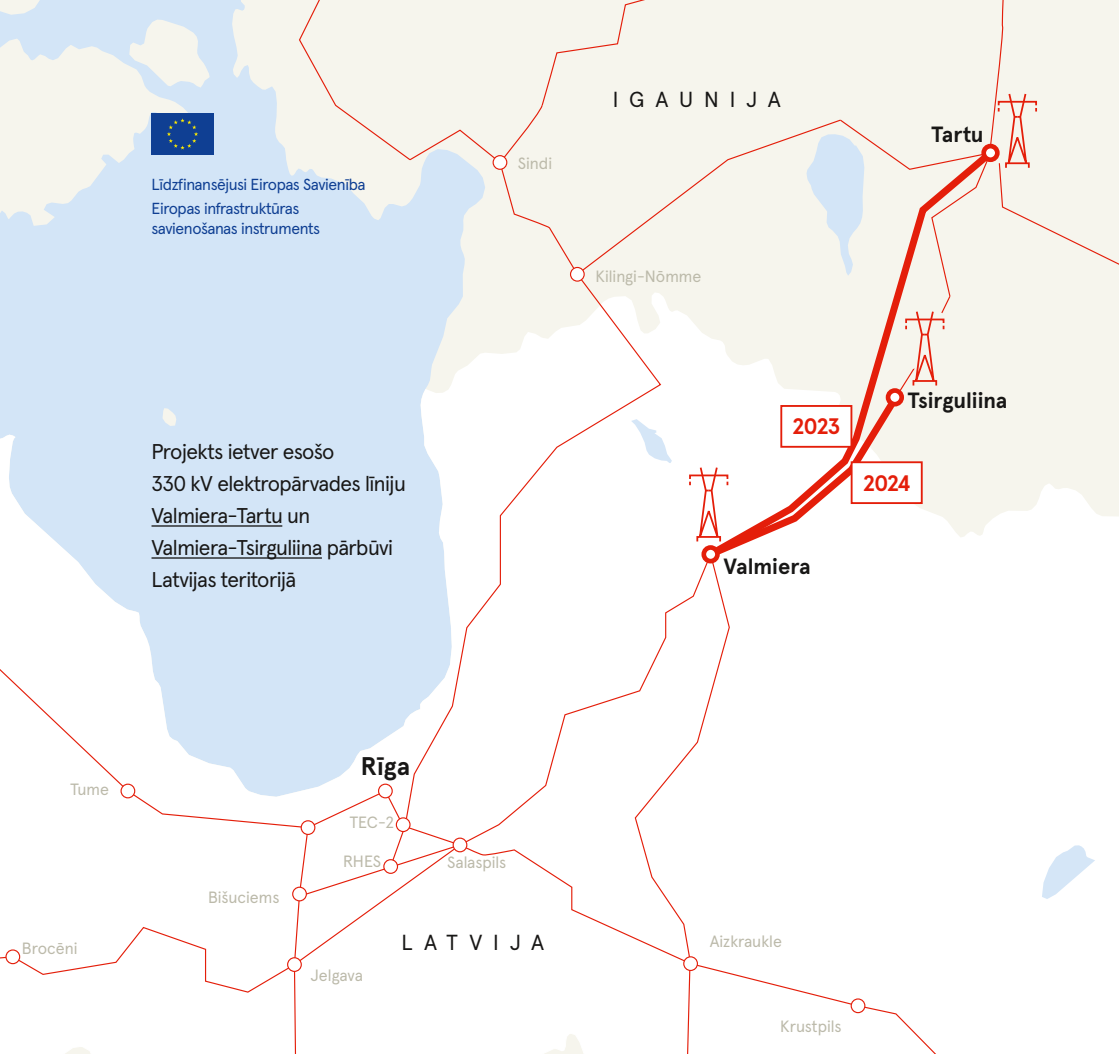 IGAUNIJA
Tartu
Līdzfinansējusi Eiropas Savienība
Eiropas infrastruktūras
savienošanas instruments
Sindi
Kilingi-Nõmme
Tsirguliina
2023
2024
Projekts ietver esošo
330 kV elektropārvades līniju
Valmiera-Tartu un
Valmiera-Tsirguliina pārbūvi
Latvijas teritorijā
Valmiera
Rīga
Tume
TEC-2
RHES
Salaspils
Bišuciems
LATVIJA
Aizkraukle
Brocēni
Jelgava
Krustpils